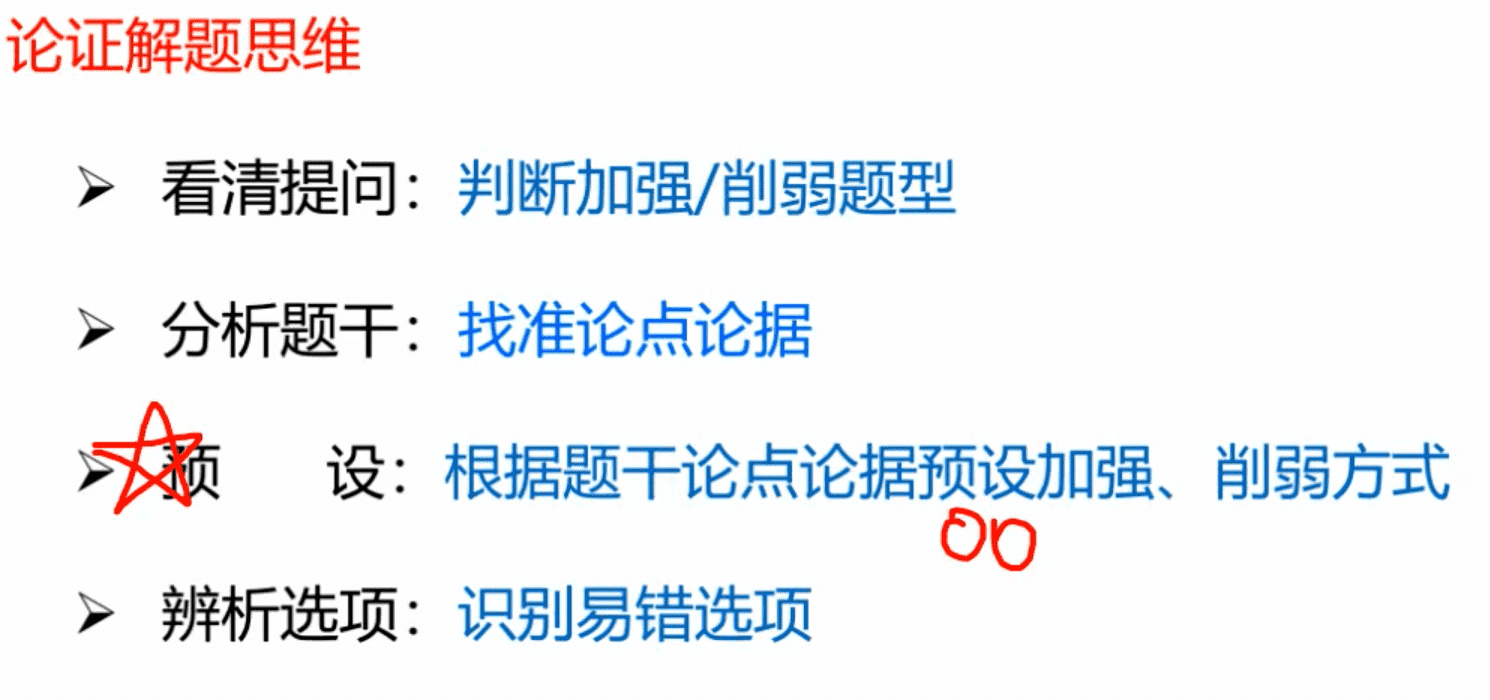 论证解题思维
看清提问：判断加强/削弱题型
分析题干：找准论点论据
预 设：根据题干论点论据预设加强、削弱方式
辨析选项：识别易错选项